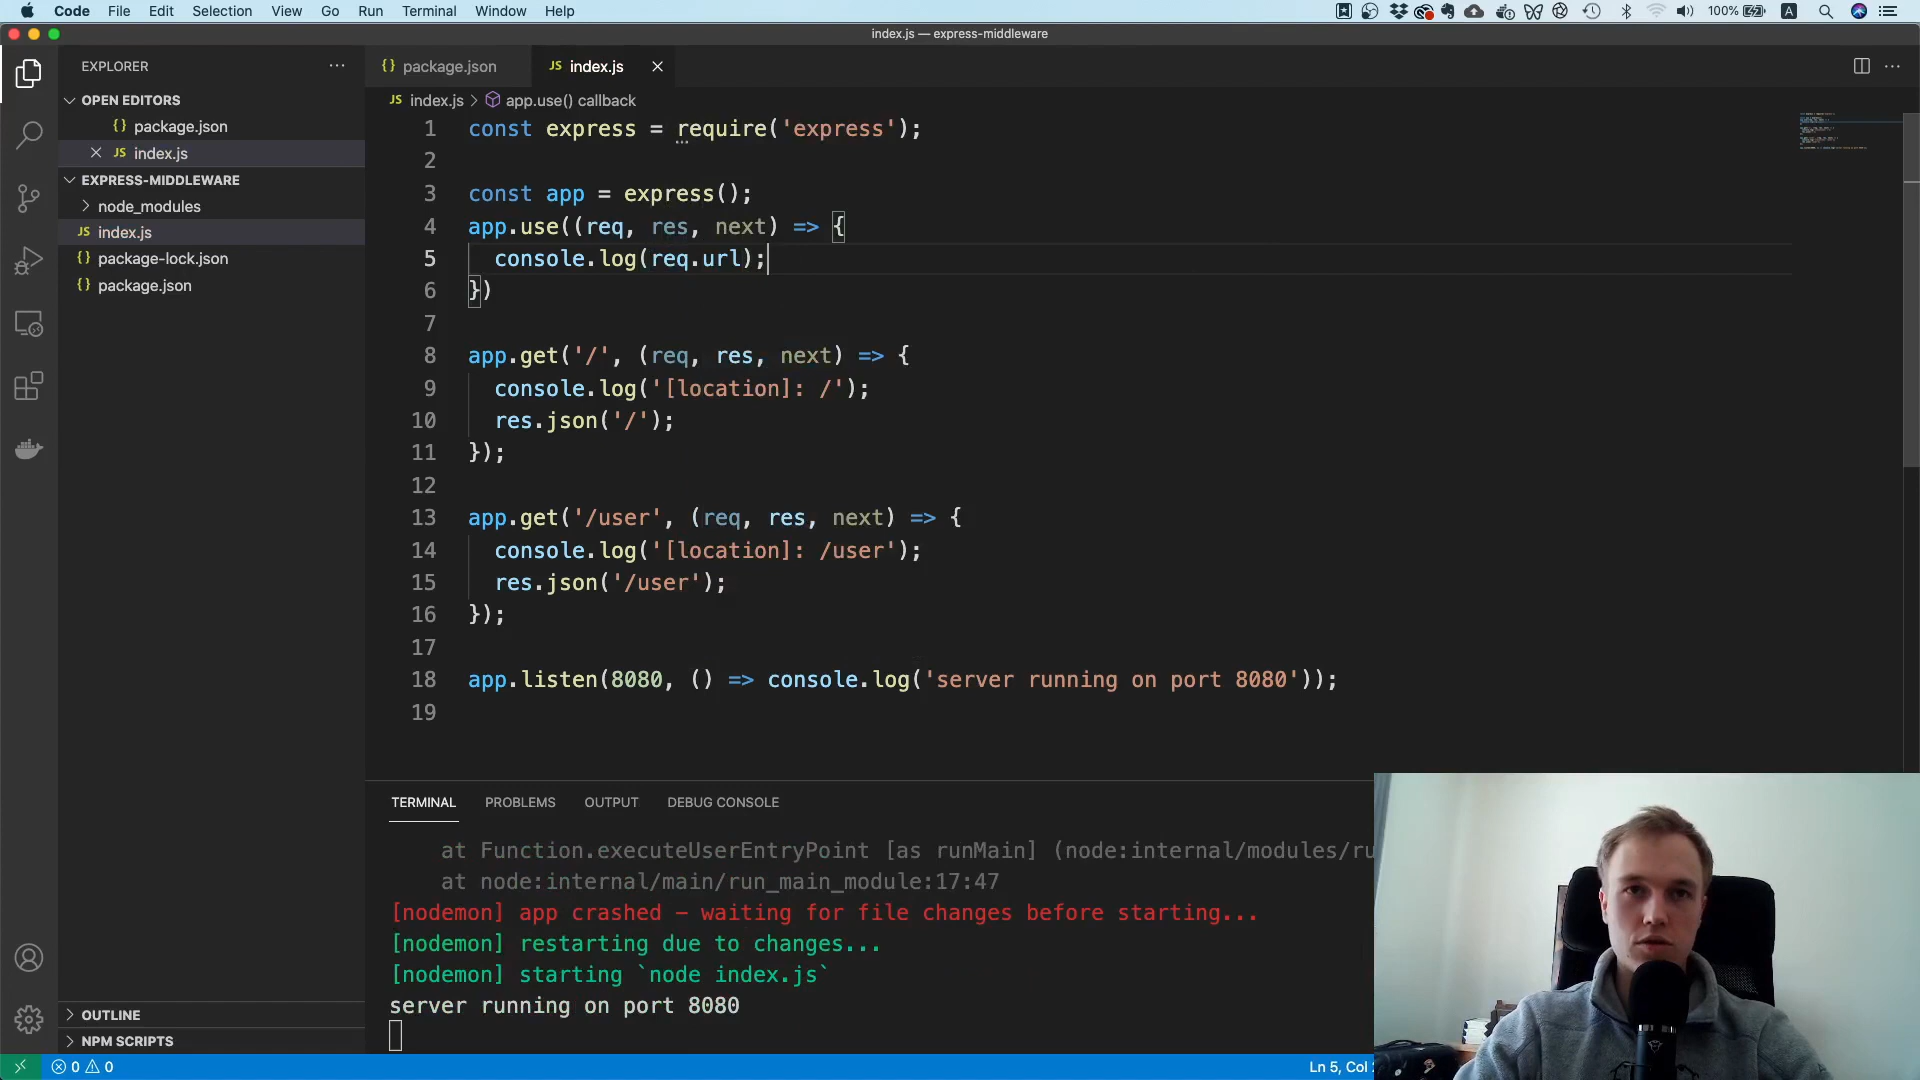 Code File Edit Selection View Go Run Terminal Window Help 100% A
index.js — express-middleware
EXPLORER ...
OPEN EDITORS
{} package.json
JS index.js
EXPRESS-MIDDLEWARE
node_modules
JS index.js
{} package-lock.json
{} package.json
OUTLINE
NPM SCRIPTS
{} package.json
JS index.js
JS index.js > app.use() callback
1 const express = require('express');
2
3 const app = express();
4 app.use((req, res, next) => {
5 console.log(req.url);
6 })
7
8 app.get('/', (req, res, next) => {
9 console.log('[location]: /');
10 res.json('/');
11 });
12
13 app.get('/user', (req, res, next) => {
14 console.log('[location]: /user');
15 res.json('/user');
16 });
17
18 app.listen(8080, () => console.log('server running on port 8080'));
19
TERMINAL PROBLEMS OUTPUT DEBUG CONSOLE
at Function.executeUserEntryPoint [as runMain] (node:internal/modules/ru
at node:internal/main/run_main_module:17:47
[nodemon] app crashed - waiting for file changes before starting...
[nodemon] restarting due to changes...
[nodemon] starting `node index.js`
server running on port 8080
0 0 Ln 5, Col